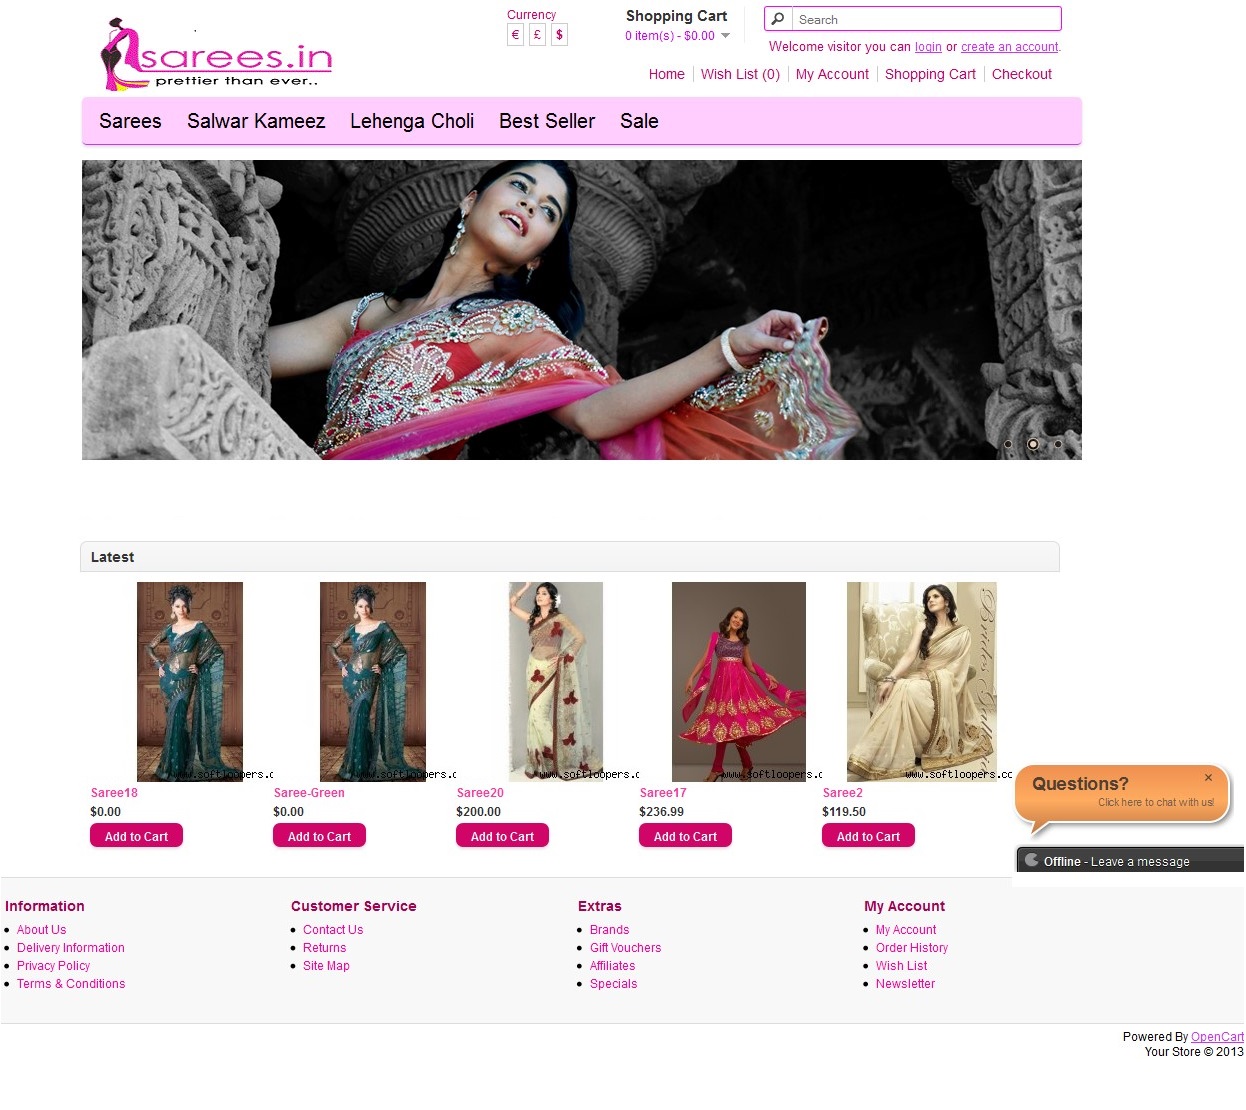 sarees.in
prettier than ever..
Currency
€ £ $
Shopping Cart
0 item(s) - $0.00
Search
Welcome visitor you can login or create an account.
Home Wish List (0) My Account Shopping Cart Checkout
Sarees Salwar Kameez Lehenga Choli Best Seller Sale
Latest
www.softloopers.c www.softloopers.c www.softloopers.c www.softloopers.c www.softloopers.co
Saree18 Saree-Green Saree20 Saree17 Saree2
$0.00 $0.00 $200.00 $236.99 $119.50
Add to Cart Add to Cart Add to Cart Add to Cart Add to Cart
Questions?
Click here to chat with us!
Offline - Leave a message
Information
About Us
Delivery Information
Privacy Policy
Terms & Conditions
Customer Service
Contact Us
Returns
Site Map
Extras
Brands
Gift Vouchers
Affiliates
Specials
My Account
My Account
Order History
Wish List
Newsletter
Powered By OpenCart
Your Store © 2013